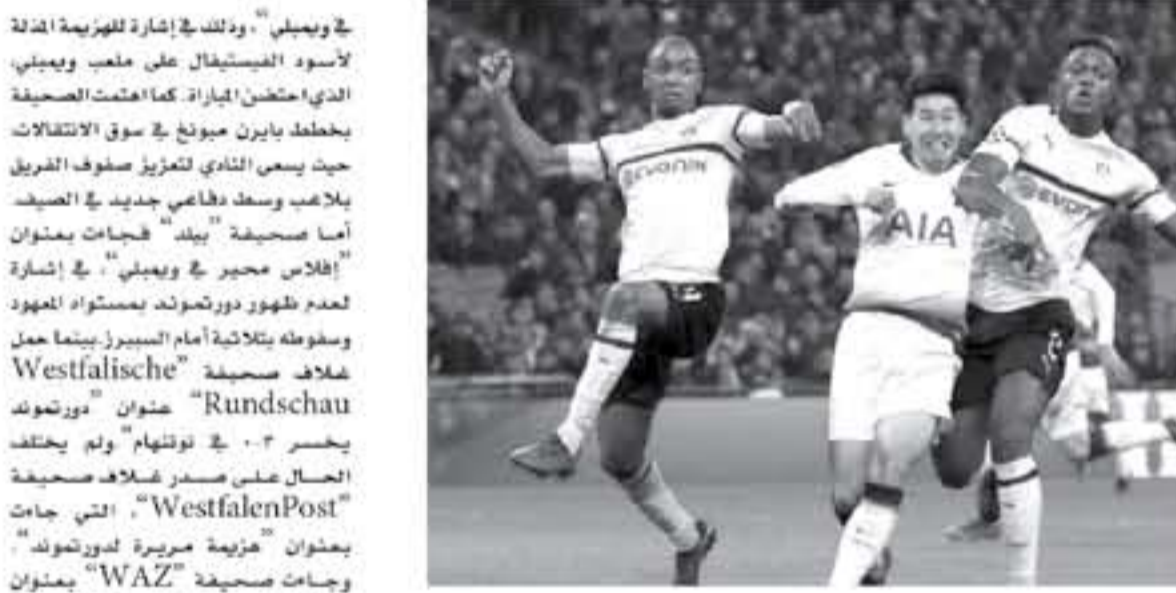 في ويمبلي"، وذلك في إشارة للهزيمة المذلة
لأسود الفيستيفال على ملعب ويمبلي،
الذي احتضن المباراة. كما اهتمت الصحيفة
بخطط بايرن ميونخ في سوق الانتقالات،
حيث يسعى النادي لتعزيز صفوف الفريق
بلاعب وسط دفاعي جديد في الصيف.
أما صحيفة "بيلد" فجاءت بعنوان
"إفلاس محير في ويمبلي"، في إشارة
لعدم ظهور دورتموند بمستواه المعهود
وسقوطه بثلاثية أمام السبيرز. بينما حمل
غلاف صحيفة "Westfalische
Rundschau" عنوان "دورتموند
يخسر ٣-٠ في توتنهام" ولم يختلف
الحال على صدر غلاف صحيفة
"WestfalenPost"، التي جاءت
بعنوان "هزيمة مريرة لدورتموند".
وجاءت صحيفة "WAZ" بعنوان
EVONIK
AIA
EVON